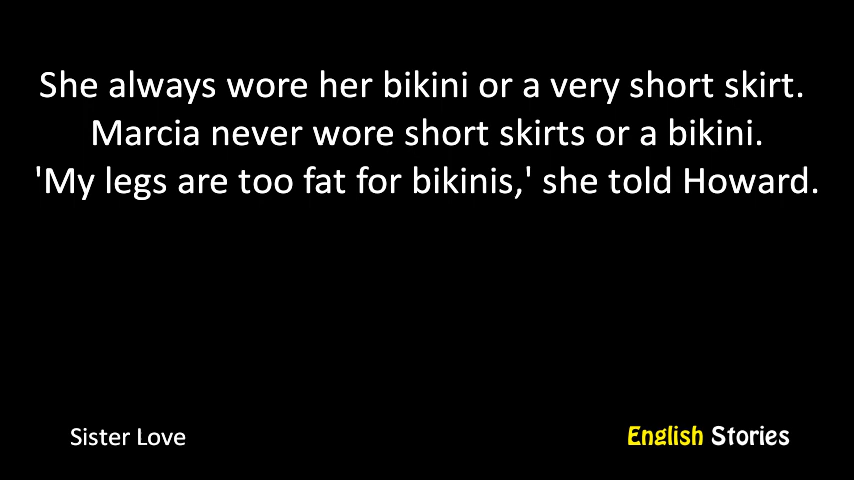 She always wore her bikini or a very short skirt.
Marcia never wore short skirts or a bikini.
'My legs are too fat for bikinis,' she told Howard.
Sister Love
English Stories